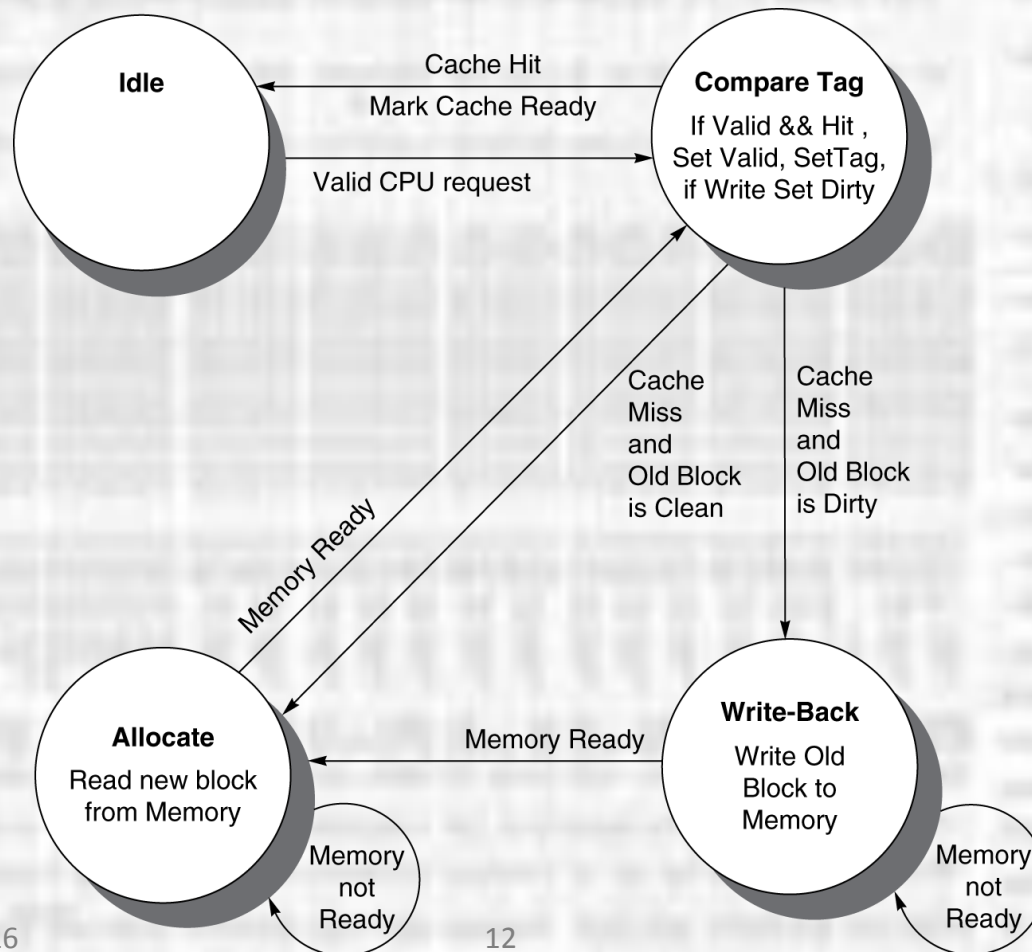 Idle
Cache Hit
Mark Cache Ready
Valid CPU request
Compare Tag
If Valid && Hit ,
Set Valid, SetTag,
if Write Set Dirty
Cache
Miss
and
Old Block
is Clean
Cache
Miss
and
Old Block
is Dirty
Memory Ready
Allocate
Read new block
from Memory
Memory
not
Ready
Memory Ready
Write-Back
Write Old
Block to
Memory
Memory
not
Ready
12